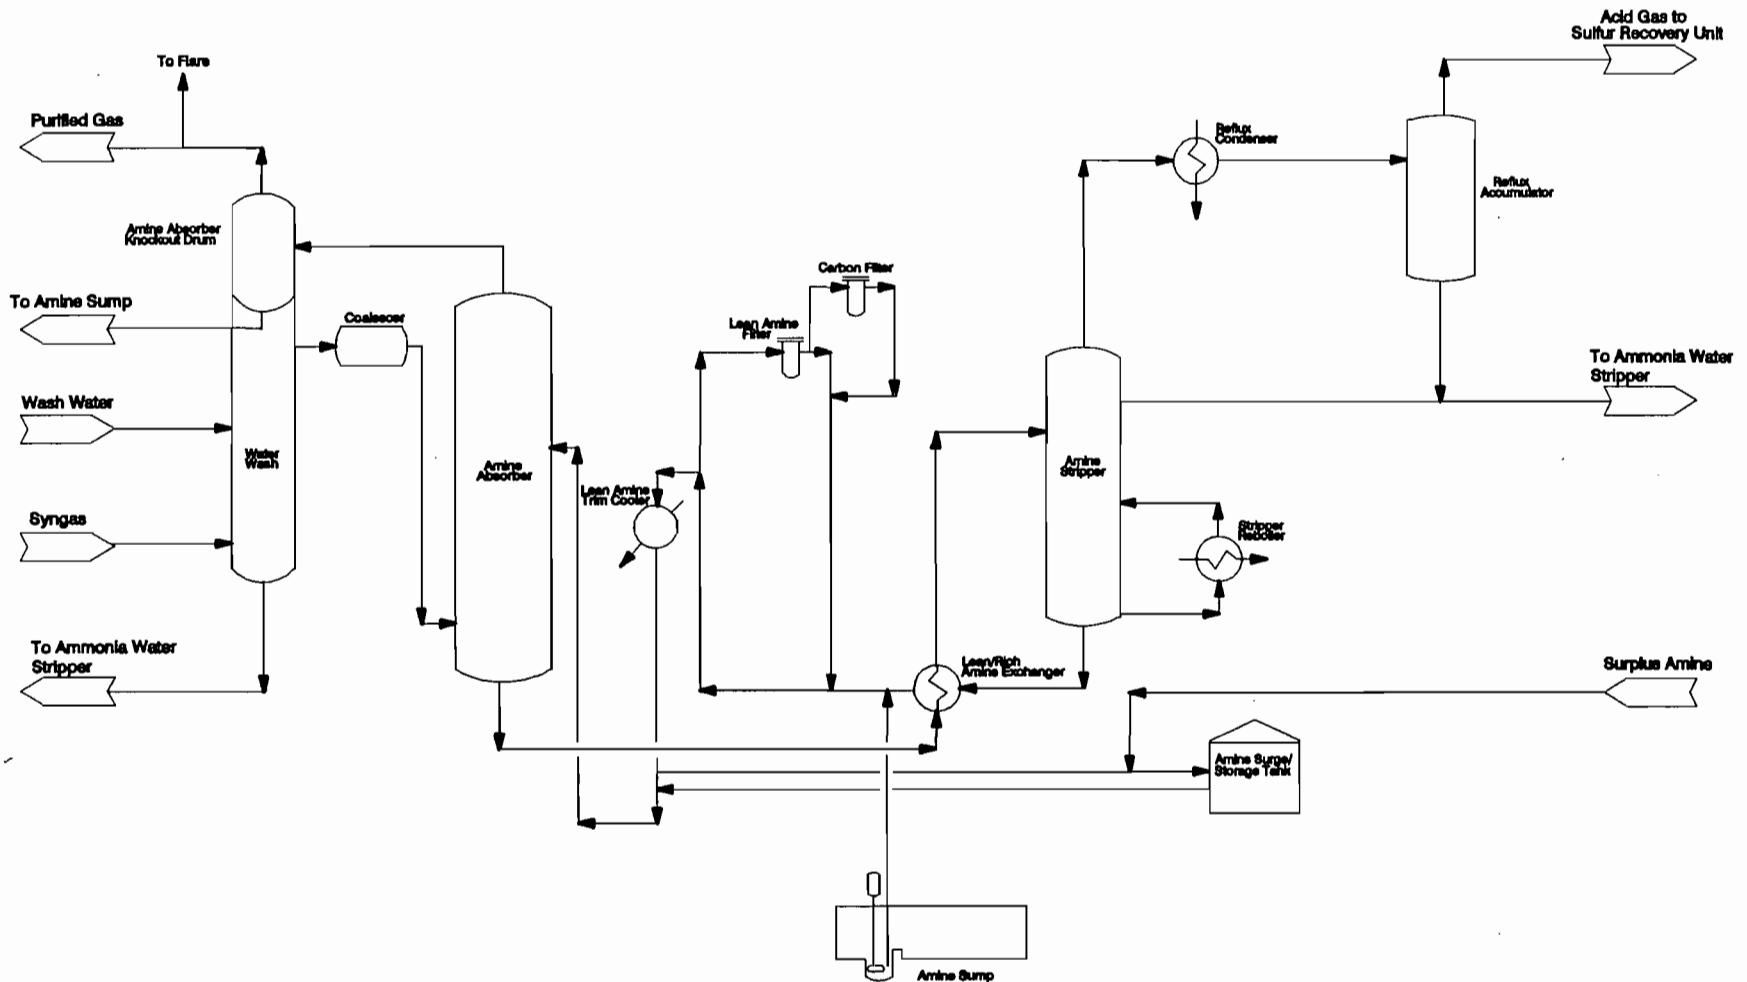 Acid Gas to
Sulfur Recovery Unit
To Flare
Purified Gas
Reflux
Condenser
Reflux
Accumulator
Amine Absorber
Knockout Drum
Carbon Filter
To Amine Sump
Coalescer
Lean Amine
Filter
To Ammonia Water
Stripper
Wash Water
Water
Wash
Amine
Absorber
Amine
Stripper
Lean Amine
Trim Cooler
Syngas
Stripper
Reboiler
To Ammonia Water
Stripper
Lean/Rich
Amine Exchanger
Surplus Amine
Amine Surge/
Storage Tank
Amine Sump